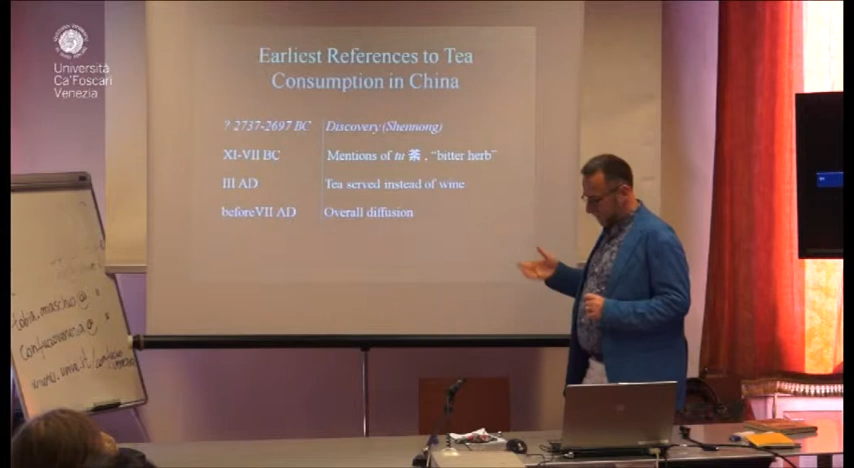 Università
Ca'Foscari
Venezia
Earliest References to Tea
Consumption in China
? 2737-2697 BC Discovery (Shennong)
XI-VII BC Mentions of tu 荼, "bitter herb"
III AD Tea served instead of wine
beforeVII AD Overall diffusion